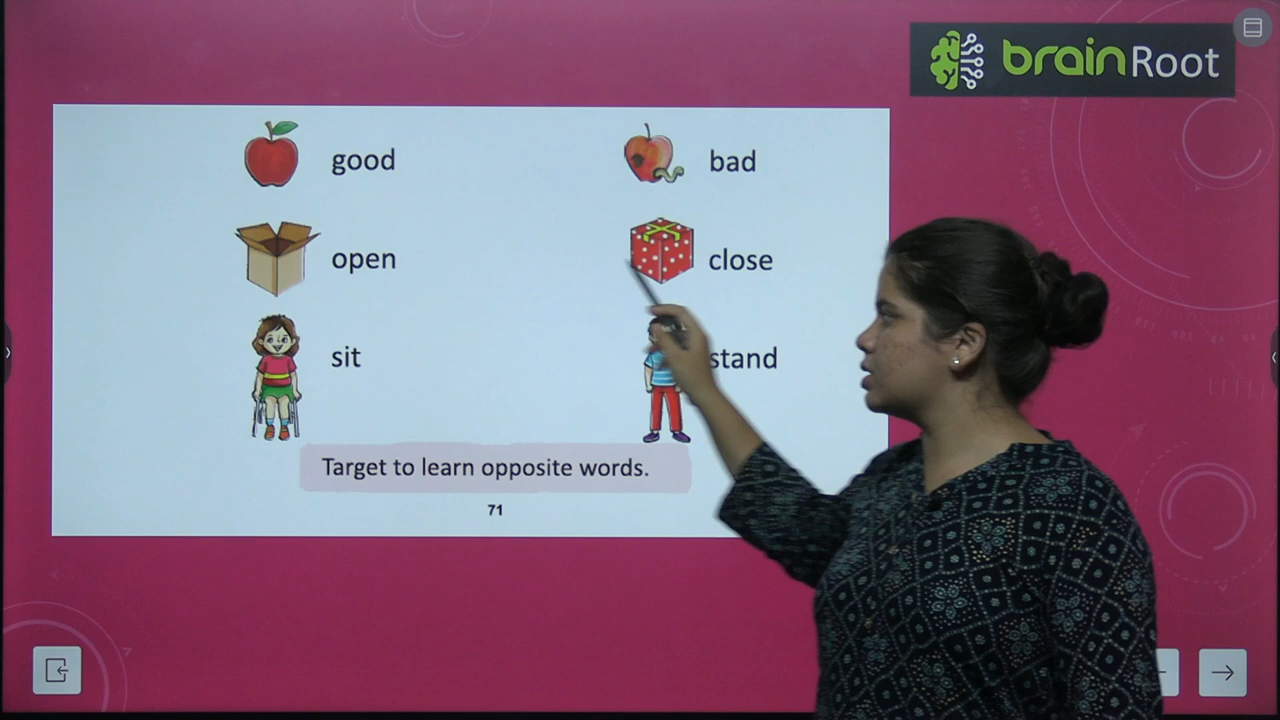 brainRoot
good bad
open close
sit stand
Target to learn opposite words.
71